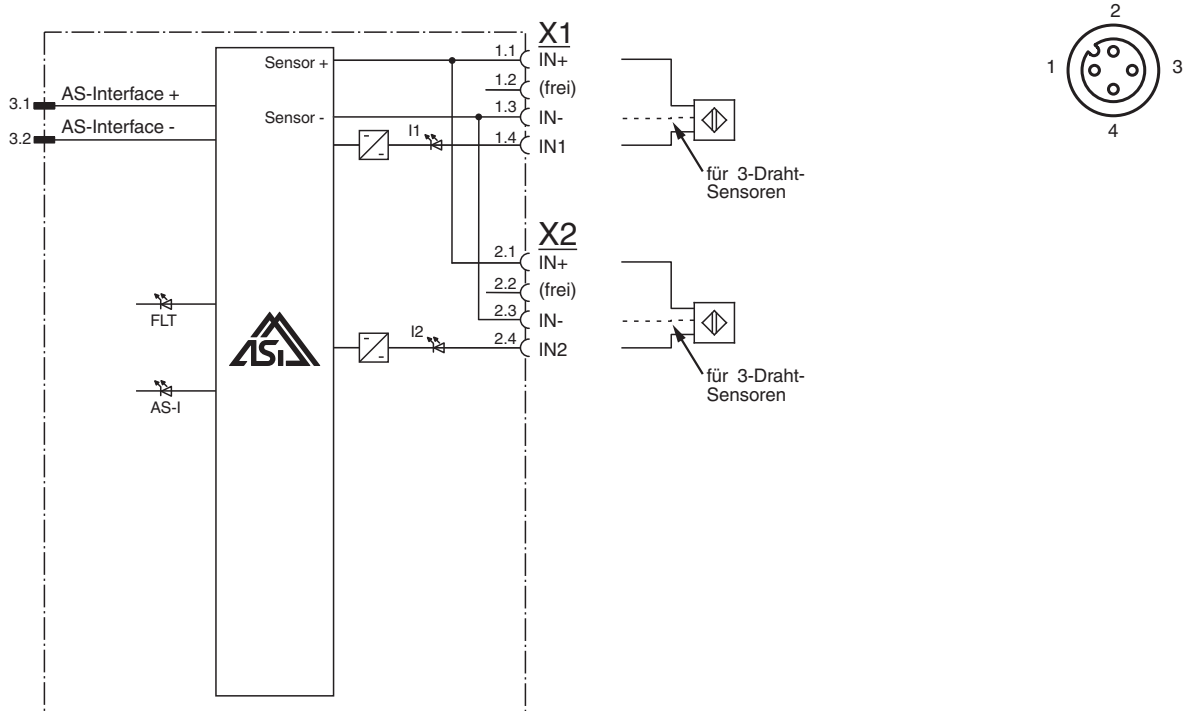 X1
1.1 IN+
1.2 (frei)
1.3 IN-
1.4 IN1
Sensor +
Sensor -
3.1 AS-Interface +
3.2 AS-Interface -
I1
für 3-Draht-
Sensoren
X2
2.1 IN+
2.2 (frei)
2.3 IN-
2.4 IN2
I2
für 3-Draht-
Sensoren
FLT
ASI
AS-I
2
1 3
4